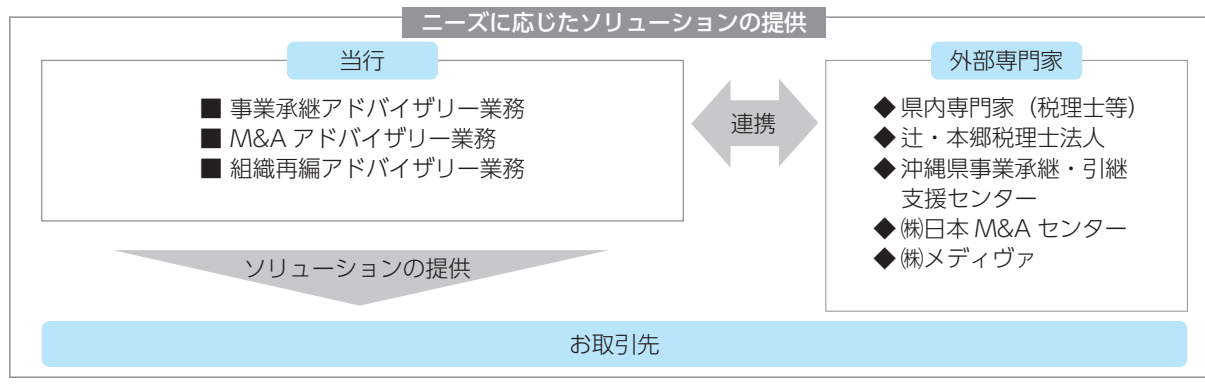 ニーズに応じたソリューションの提供
当行
■ 事業承継アドバイザリー業務
■ M&A アドバイザリー業務
■ 組織再編アドバイザリー業務
連携
外部専門家
◆ 県内専門家（税理士等）
◆ 辻・本郷税理士法人
◆ 沖縄県事業承継・引継
支援センター
◆ ㈱日本 M&A センター
◆ ㈱メディヴァ
ソリューションの提供
お取引先